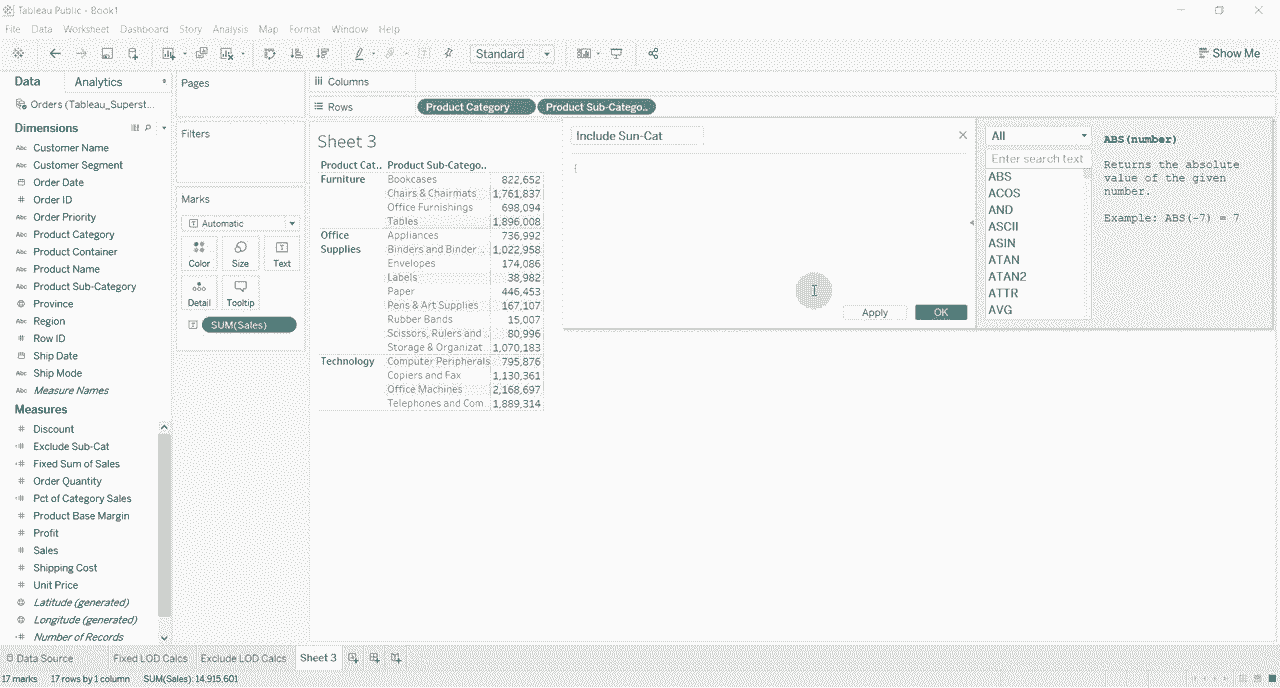 Tableau Public - Book1
File Data Worksheet Dashboard Story Analysis Map Format Window Help
Standard
Show Me
Data Analytics
Orders (Tableau_Superst...
Dimensions
Customer Name
Customer Segment
Order Date
Order ID
Order Priority
Product Category
Product Container
Product Name
Product Sub-Category
Province
Region
Row ID
Ship Date
Ship Mode
Measure Names
Measures
Discount
Exclude Sub-Cat
Fixed Sum of Sales
Order Quantity
Pct of Category Sales
Product Base Margin
Profit
Sales
Shipping Cost
Unit Price
Latitude (generated)
Longitude (generated)
Number of Records
Pages
Filters
Marks
Automatic
Color Size Text
Detail Tooltip
SUM(Sales)
Columns
Rows Product Category Product Sub-Catego..
Sheet 3
Product Cat.. Product Sub-Catego..
Furniture Bookcases 822,652
Chairs & Chairmats 1,761,837
Office Furnishings 698,094
Tables 1,896,008
Office Supplies Appliances 736,992
Binders and Binder .. 1,022,958
Envelopes 174,086
Labels 38,982
Paper 446,453
Pens & Art Supplies 167,107
Rubber Bands 15,007
Scissors, Rulers and .. 80,996
Storage & Organizat 1,070,183
Technology Computer Peripherals 795,876
Copiers and Fax 1,130,361
Office Machines 2,168,697
Telephones and Com 1,889,314
Include Sun-Cat
{
Apply OK
All
Enter search text
ABS
ACOS
AND
ASCII
ASIN
ATAN
ATAN2
ATTR
AVG
ABS(number)
Returns the absolute
value of the given
number.
Example: ABS(-7) = 7
Data Source Fixed LOD Calcs Exclude LOD Calcs Sheet 3
17 marks 17 rows by 1 column SUM(Sales): 14,915,601